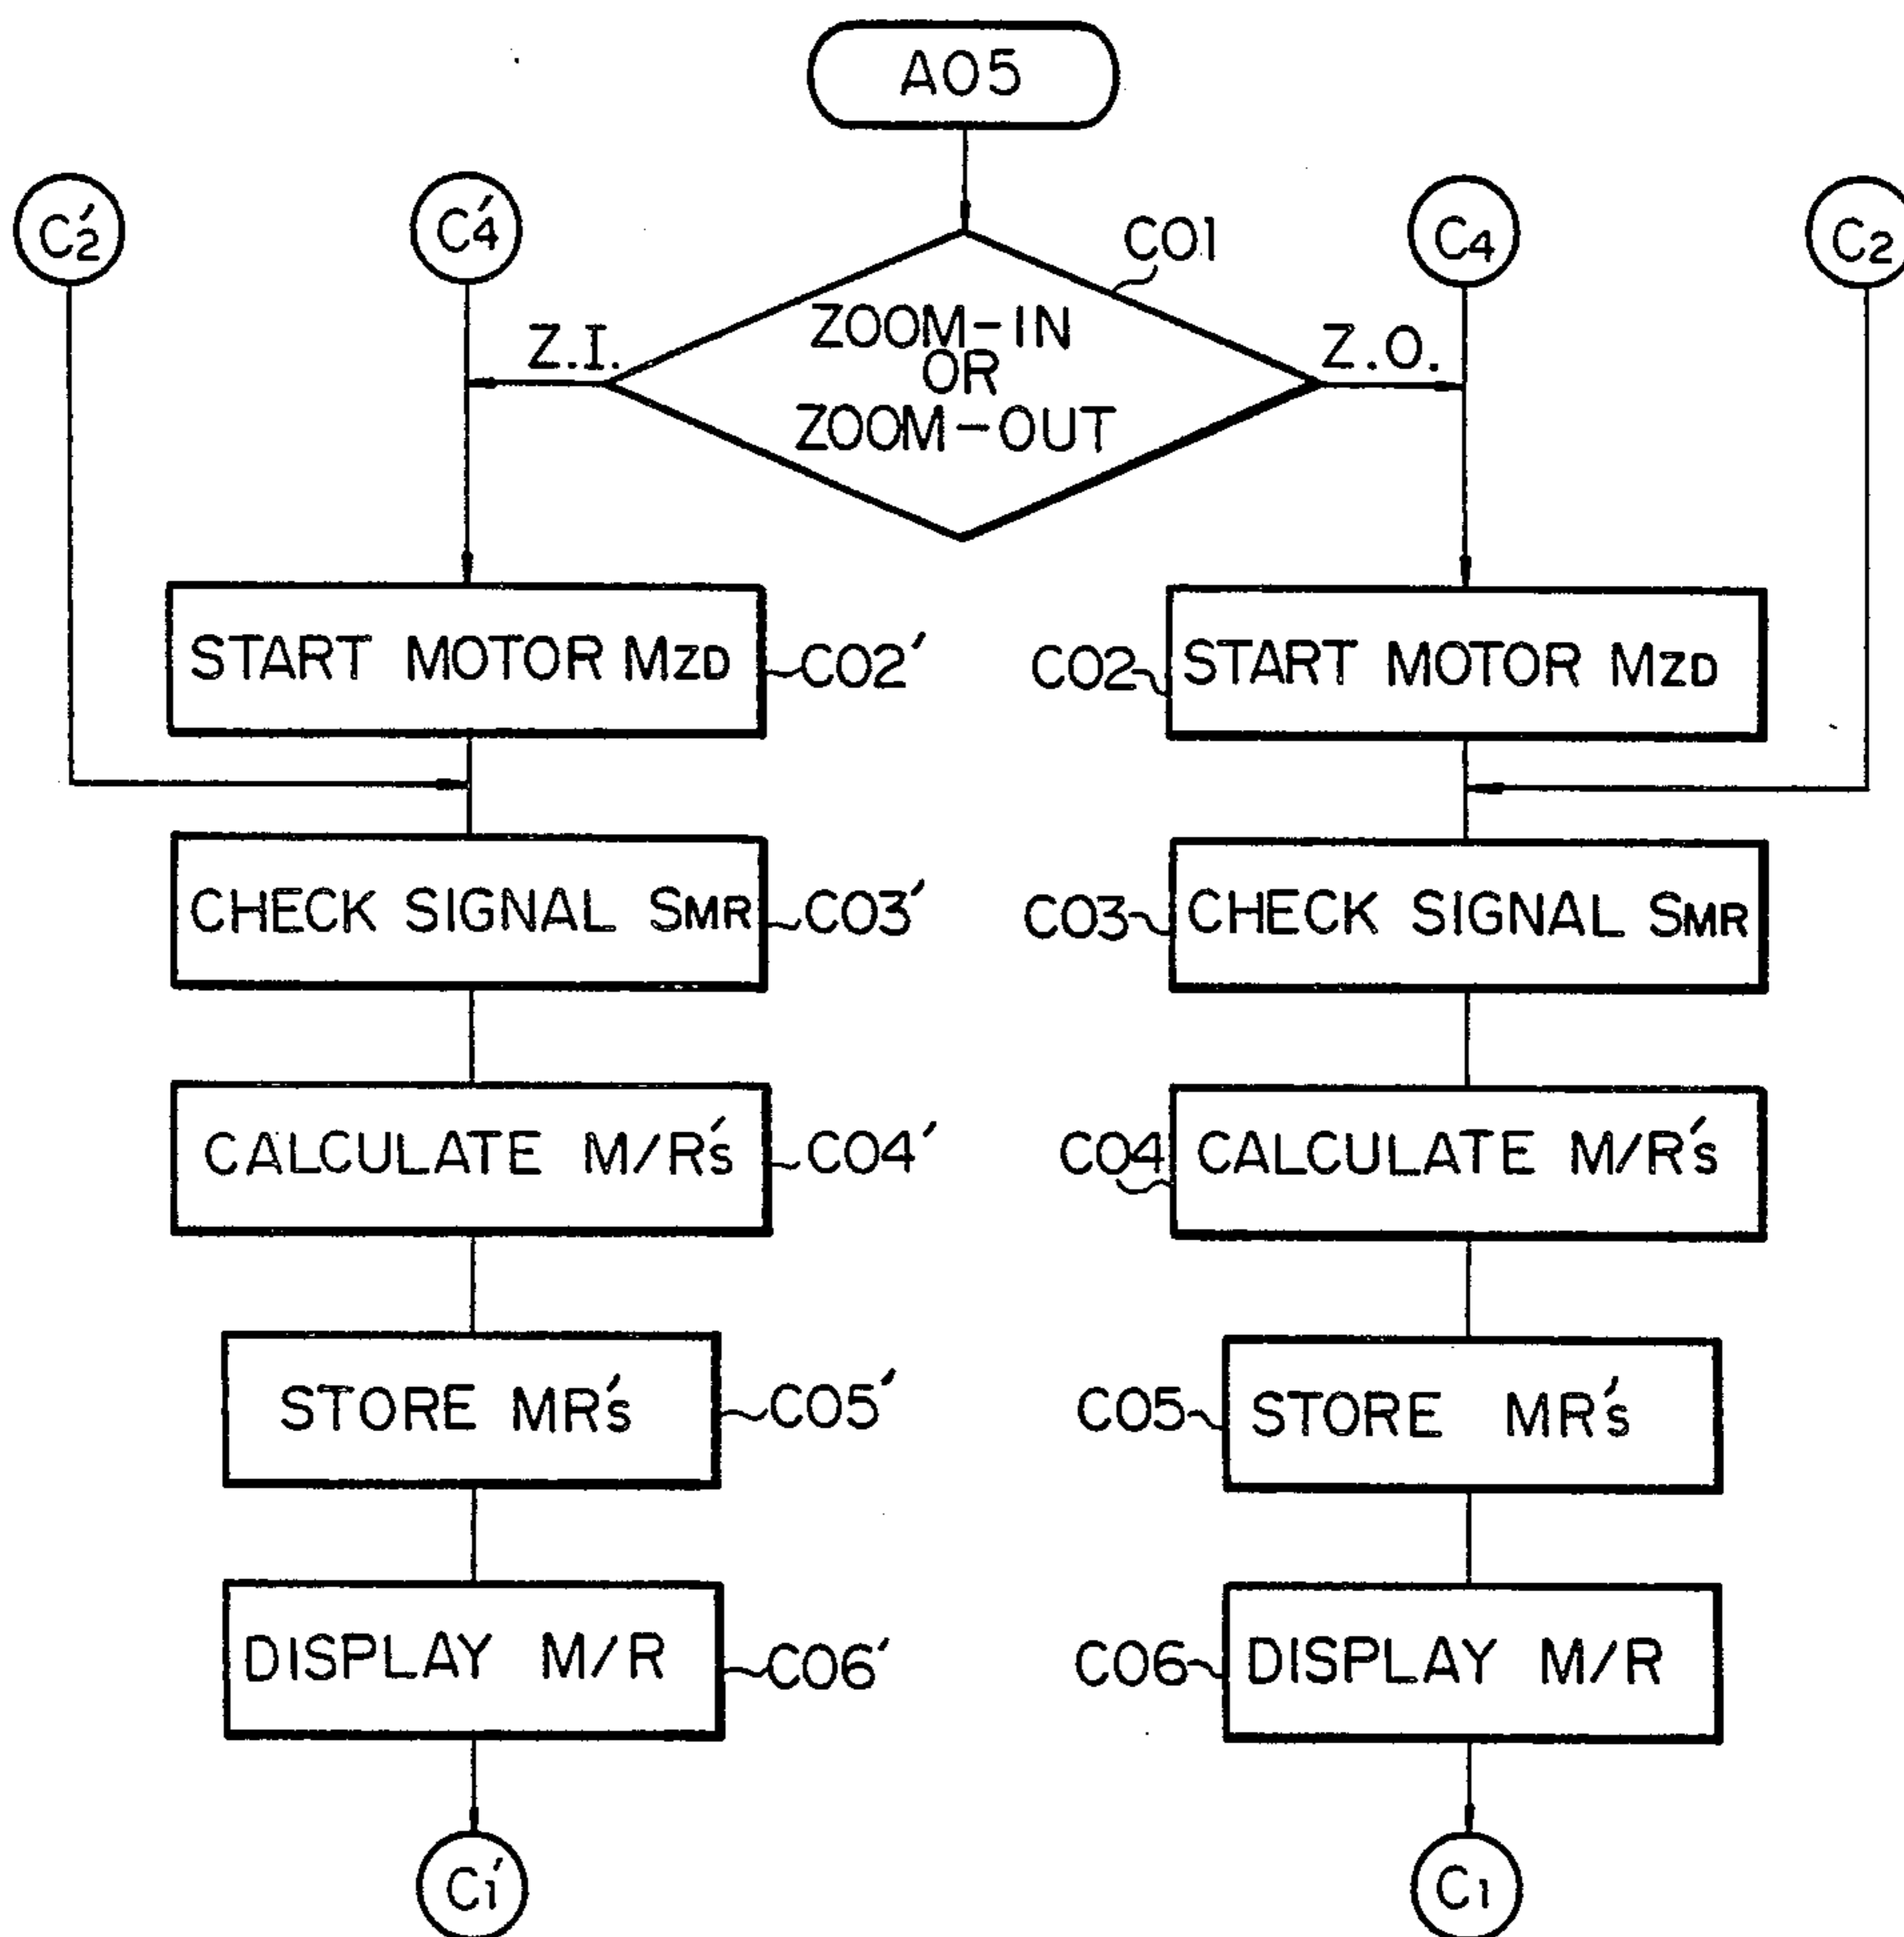 A05
C'2
C'4
C01
C4
C2
Z.I.
ZOOM-IN
OR
ZOOM-OUT
Z.O.
START MOTOR MZD
C02'
C02
START MOTOR MZD
CHECK SIGNAL SMR
C03'
C03
CHECK SIGNAL SMR
CALCULATE M/R's
C04'
C04
CALCULATE M/R's
STORE MR's
C05'
C05
STORE MR's
DISPLAY M/R
C06'
C06
DISPLAY M/R
C1'
C1